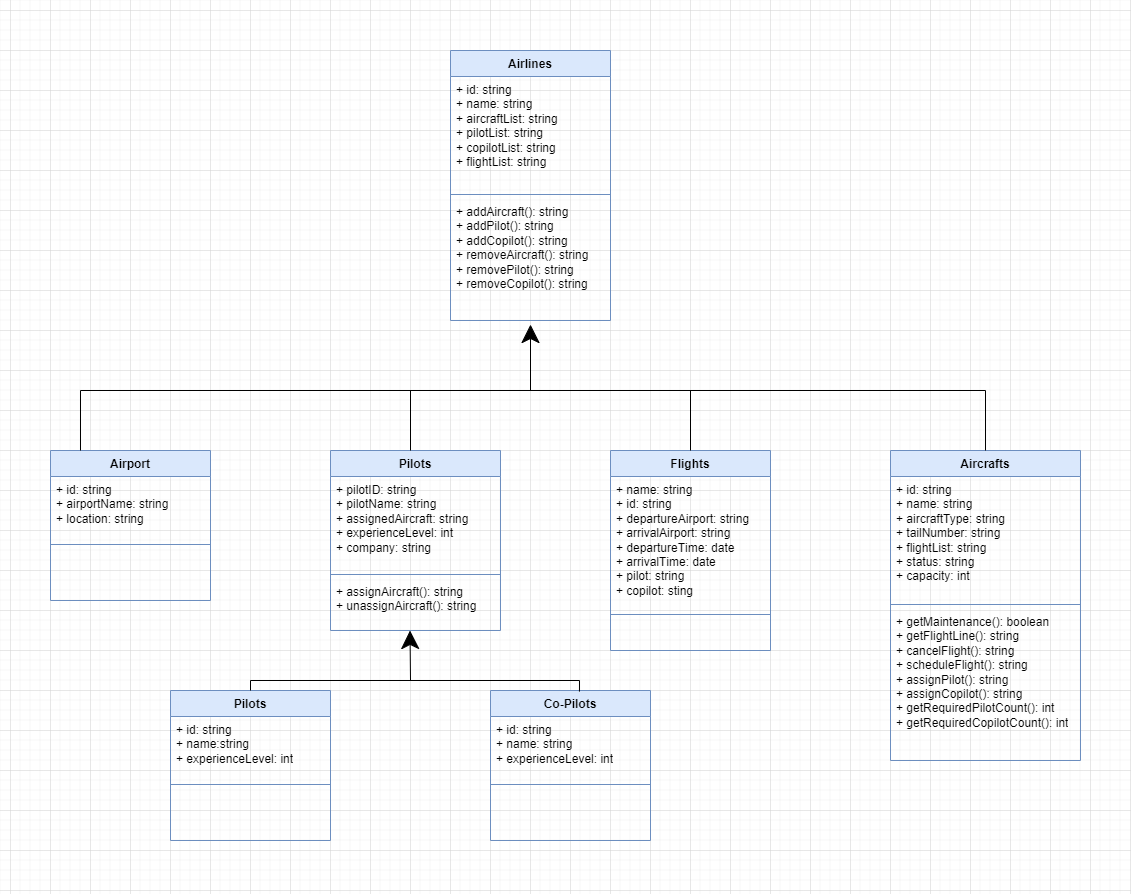 Airlines
+ id: string
+ name: string
+ aircraftList: string
+ pilotList: string
+ copilotList: string
+ flightList: string
+ addAircraft(): string
+ addPilot(): string
+ addCopilot(): string
+ removeAircraft(): string
+ removePilot(): string
+ removeCopilot(): string
Airport
+ id: string
+ airportName: string
+ location: string
Pilots
+ pilotID: string
+ pilotName: string
+ assignedAircraft: string
+ experienceLevel: int
+ company: string
+ assignAircraft(): string
+ unassignAircraft(): string
Flights
+ name: string
+ id: string
+ departureAirport: string
+ arrivalAirport: string
+ departureTime: date
+ arrivalTime: date
+ pilot: string
+ copilot: sting
Aircrafts
+ id: string
+ name: string
+ aircraftType: string
+ tailNumber: string
+ flightList: string
+ status: string
+ capacity: int
+ getMaintenance(): boolean
+ getFlightLine(): string
+ cancelFlight(): string
+ scheduleFlight(): string
+ assignPilot(): string
+ assignCopilot(): string
+ getRequiredPilotCount(): int
+ getRequiredCopilotCount(): int
Pilots
+ id: string
+ name:string
+ experienceLevel: int
Co-Pilots
+ id: string
+ name: string
+ experienceLevel: int